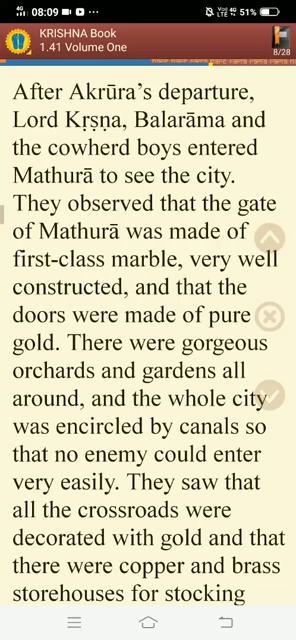 08:09
51%
KRISHNA Book
1.41 Volume One
8/28
After Akrūra’s departure,
Lord Kṛṣṇa, Balarāma and
the cowherd boys entered
Mathurā to see the city.
They observed that the gate
of Mathurā was made of
first-class marble, very well
constructed, and that the
doors were made of pure
gold. There were gorgeous
orchards and gardens all
around, and the whole city
was encircled by canals so
that no enemy could enter
very easily. They saw that
all the crossroads were
decorated with gold and that
there were copper and brass
storehouses for stocking